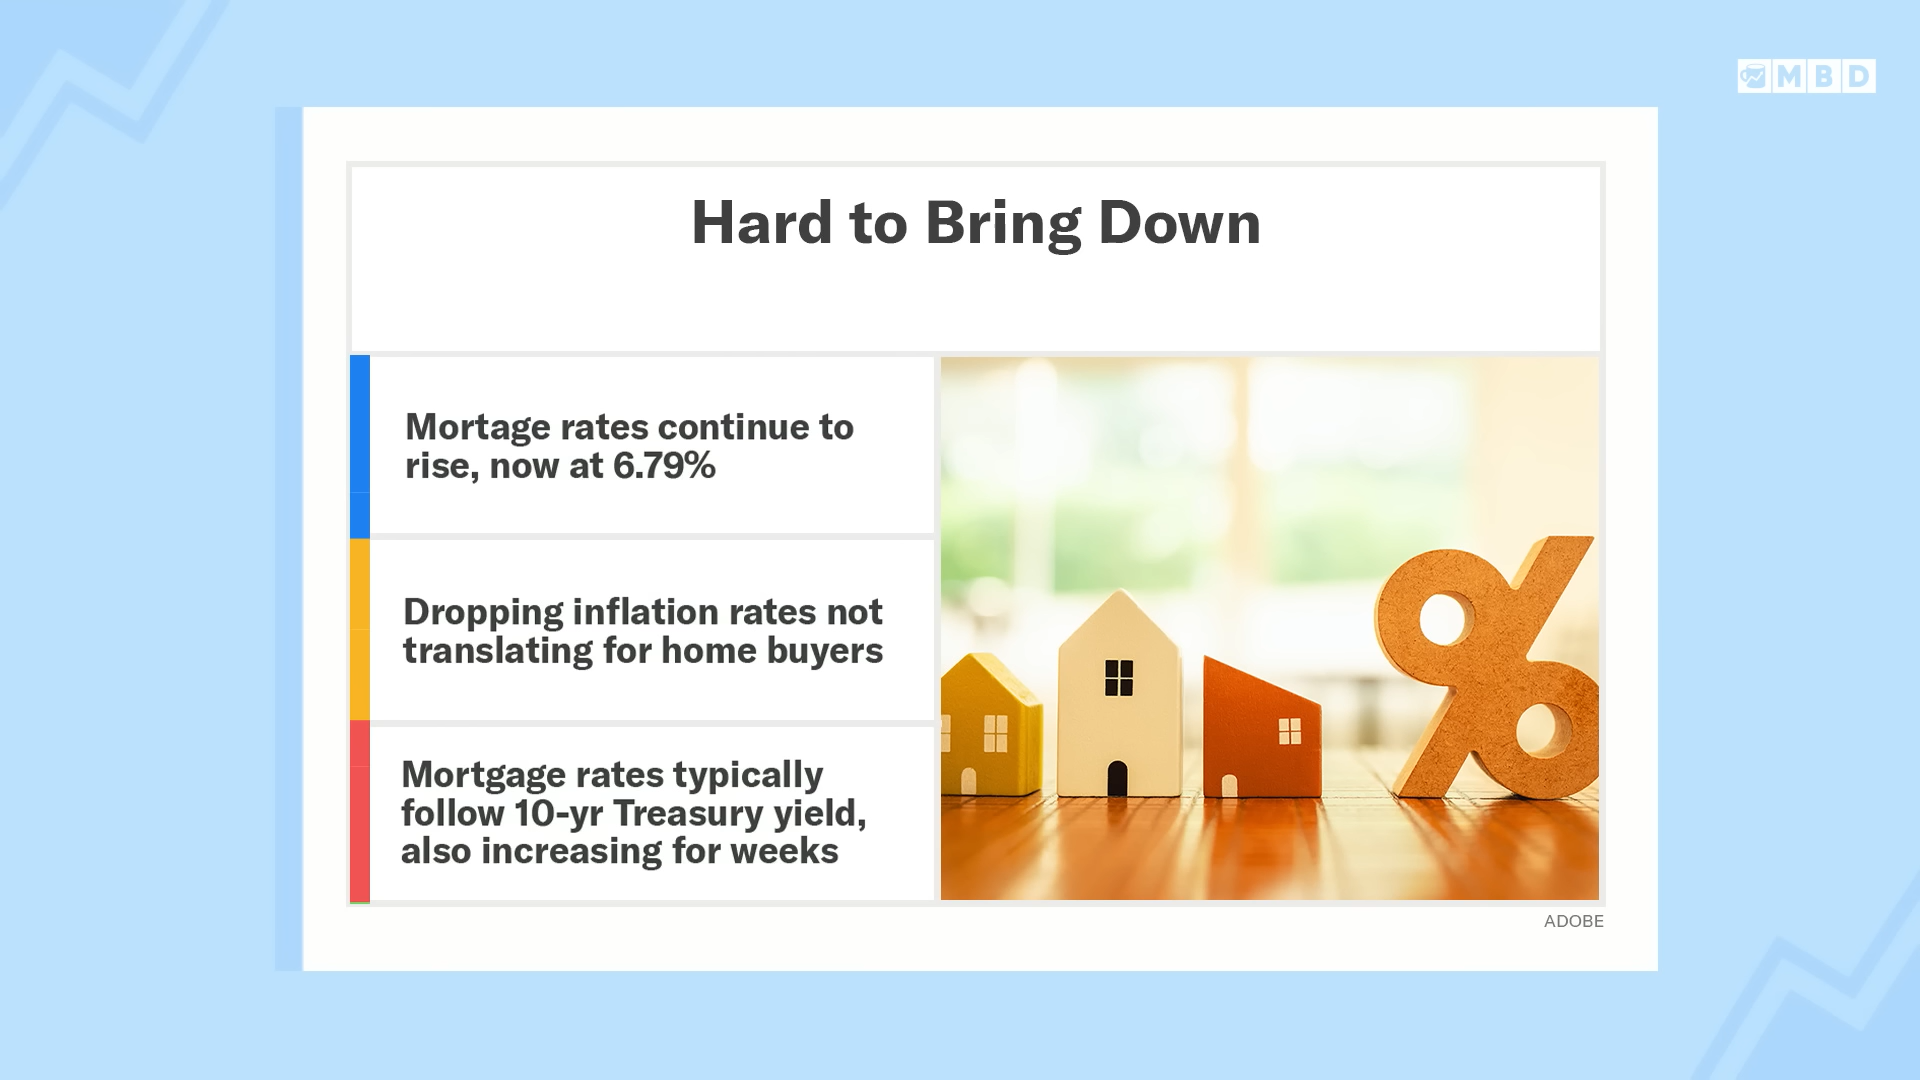 MBD
Hard to Bring Down
Mortage rates continue to
rise, now at 6.79%
Dropping inflation rates not
translating for home buyers
Mortgage rates typically
follow 10-yr Treasury yield,
also increasing for weeks
ADOBE